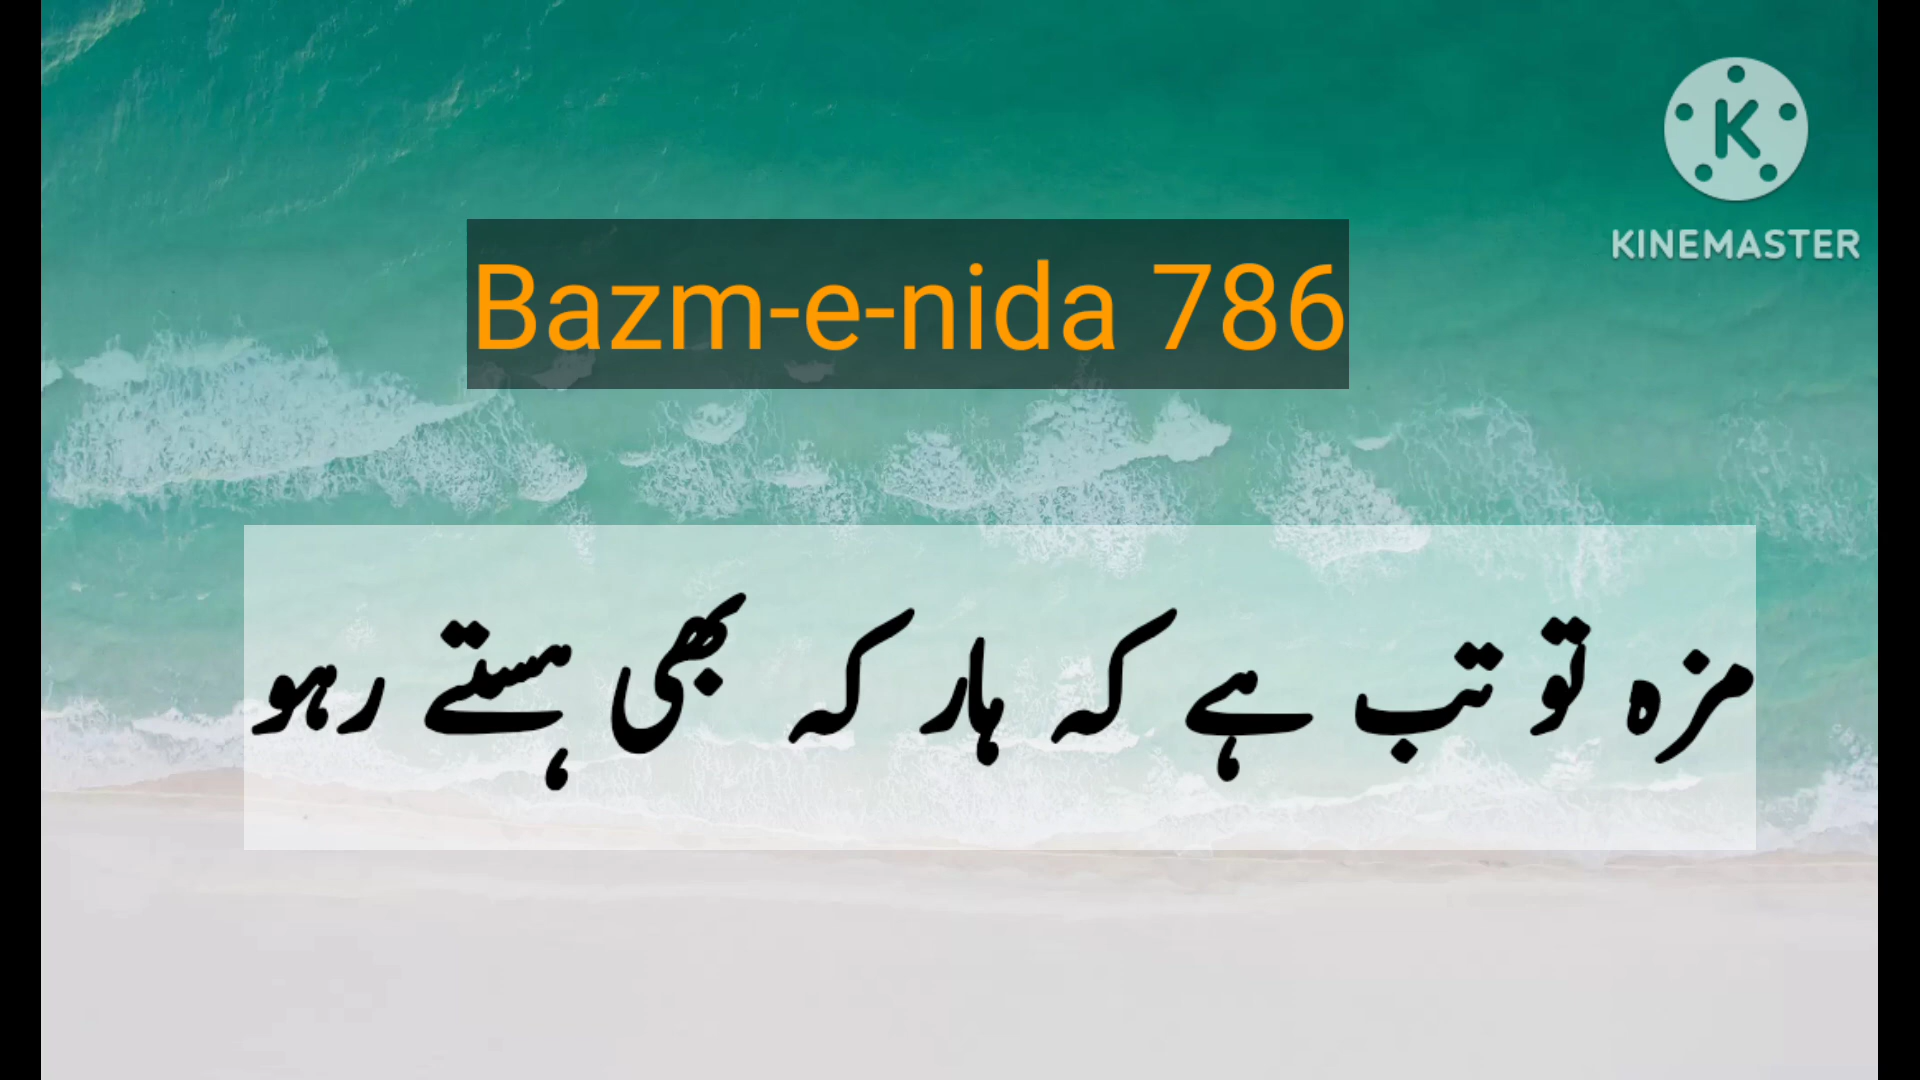 K
KINEMASTER
Bazm-e-nida 786
مزہ تو تب ہے کہ ہار کہ بھی ہستے رہو